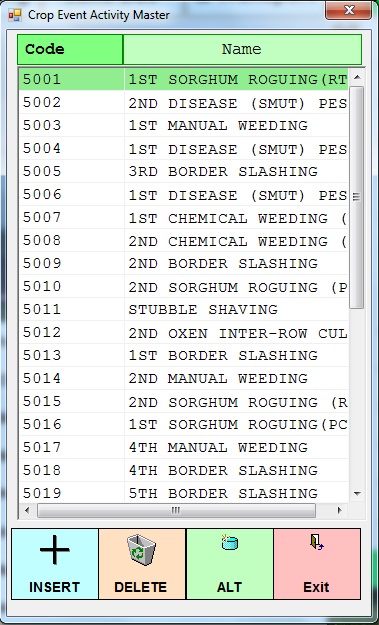 Crop Event Activity Master
Code Name
5001 1ST SORGHUM ROGUING(RT
5002 2ND DISEASE (SMUT) PES
5003 1ST MANUAL WEEDING
5004 1ST DISEASE (SMUT) PES
5005 3RD BORDER SLASHING
5006 1ST DISEASE (SMUT) PES
5007 1ST CHEMICAL WEEDING (
5008 2ND CHEMICAL WEEDING (
5009 2ND BORDER SLASHING
5010 2ND SORGHUM ROGUING (P
5011 STUBBLE SHAVING
5012 2ND OXEN INTER-ROW CUL
5013 1ST BORDER SLASHING
5014 2ND MANUAL WEEDING
5015 2ND SORGHUM ROGUING (R
5016 1ST SORGHUM ROGUING(PC
5017 4TH MANUAL WEEDING
5018 4TH BORDER SLASHING
5019 5TH BORDER SLASHING
INSERT DELETE ALT Exit